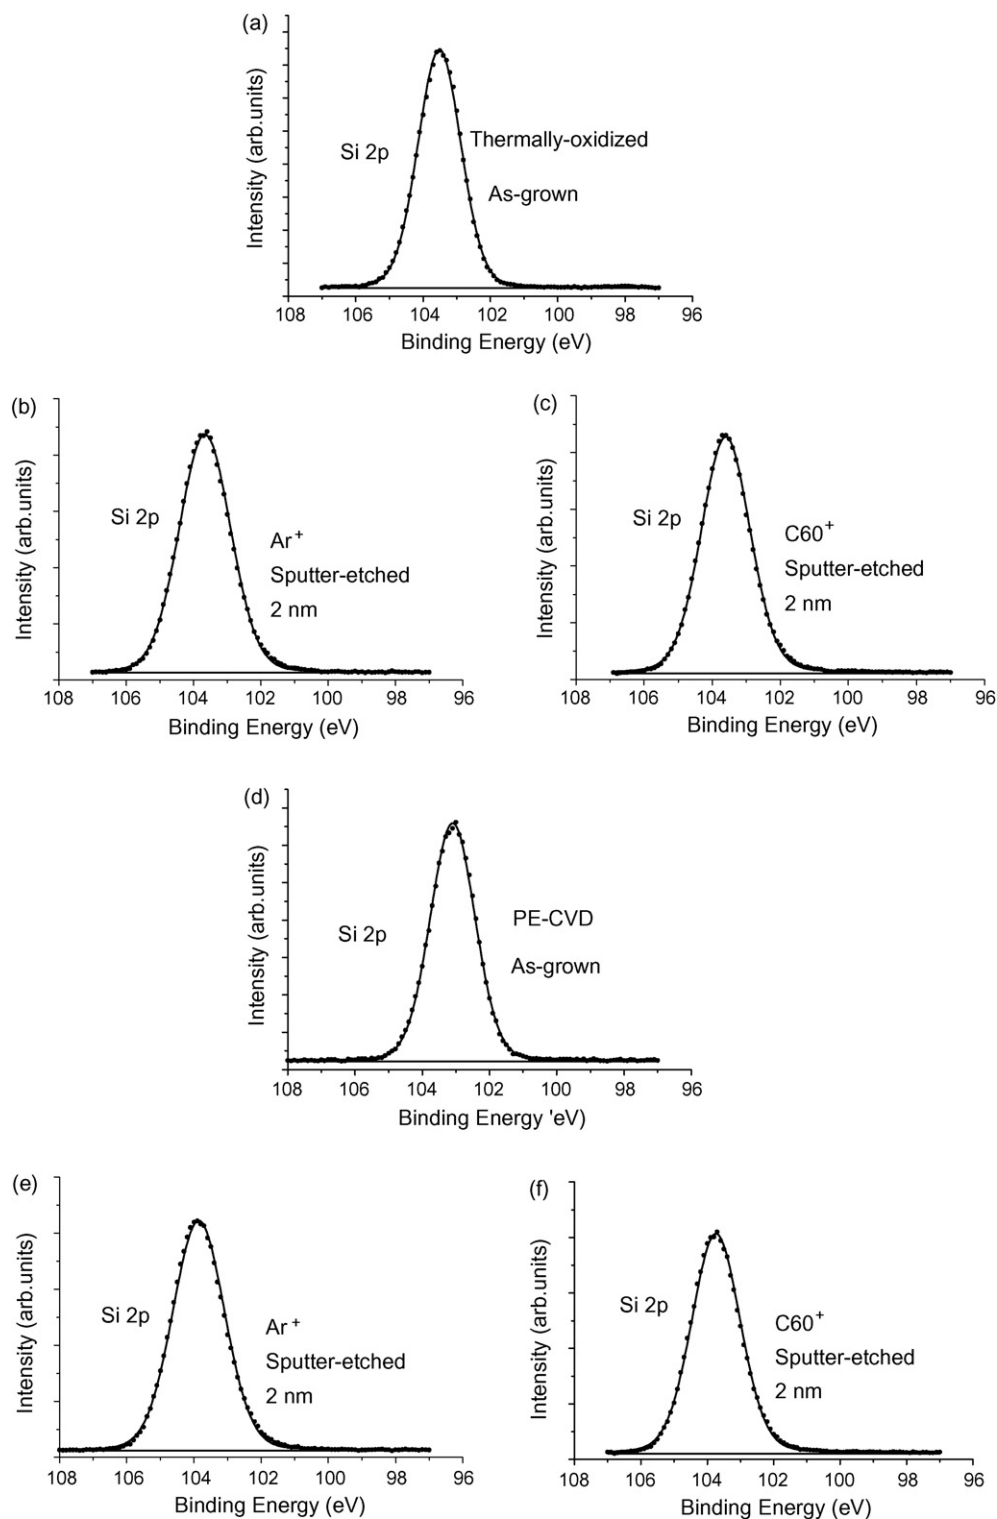 (a)
Intensity (arb.units)
Si 2p
Thermally-oxidized
As-grown
108 106 104 103 102 100 98 96
Binding Energy (eV)
(b)
Intensity (arb.units)
Si 2p
Ar+
Sputter-etched
2 nm
108 106 104 102 100 98 96
Binding Energy (eV)
(c)
Intensity (arb.units)
Si 2p
C60+
Sputter-etched
2 nm
108 106 104 102 100 98 96
Binding Energy (eV)
(d)
Intensity (arb.units)
Si 2p
PE-CVD
As-grown
108 106 104 102 100 98 96
Binding Energy 'eV)
(e)
Intensity (arb.units)
Si 2p
Ar+
Sputter-etched
2 nm
108 106 104 102 100 98 96
Binding Energy (eV)
(f)
Intensity (arb.units)
Si 2p
C60+
Sputter-etched
2 nm
108 106 104 102 100 98 96
Binding Energy (eV)